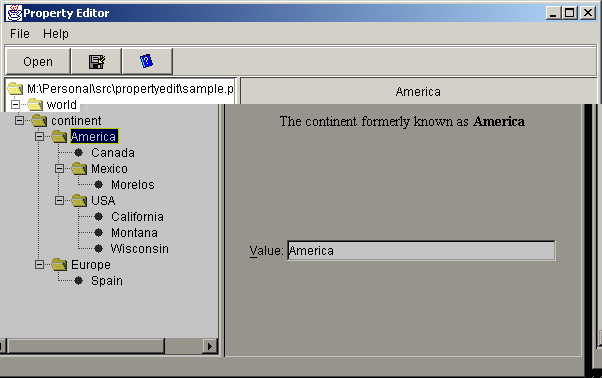 Property Editor
File Help
Open
M:\Personal\src\propertyedit\sample.p
America
world
continent
The continent formerly known as America
America
Canada
Mexico
Morelos
USA
California
Montana
Value: America
Wisconsin
Europe
Spain